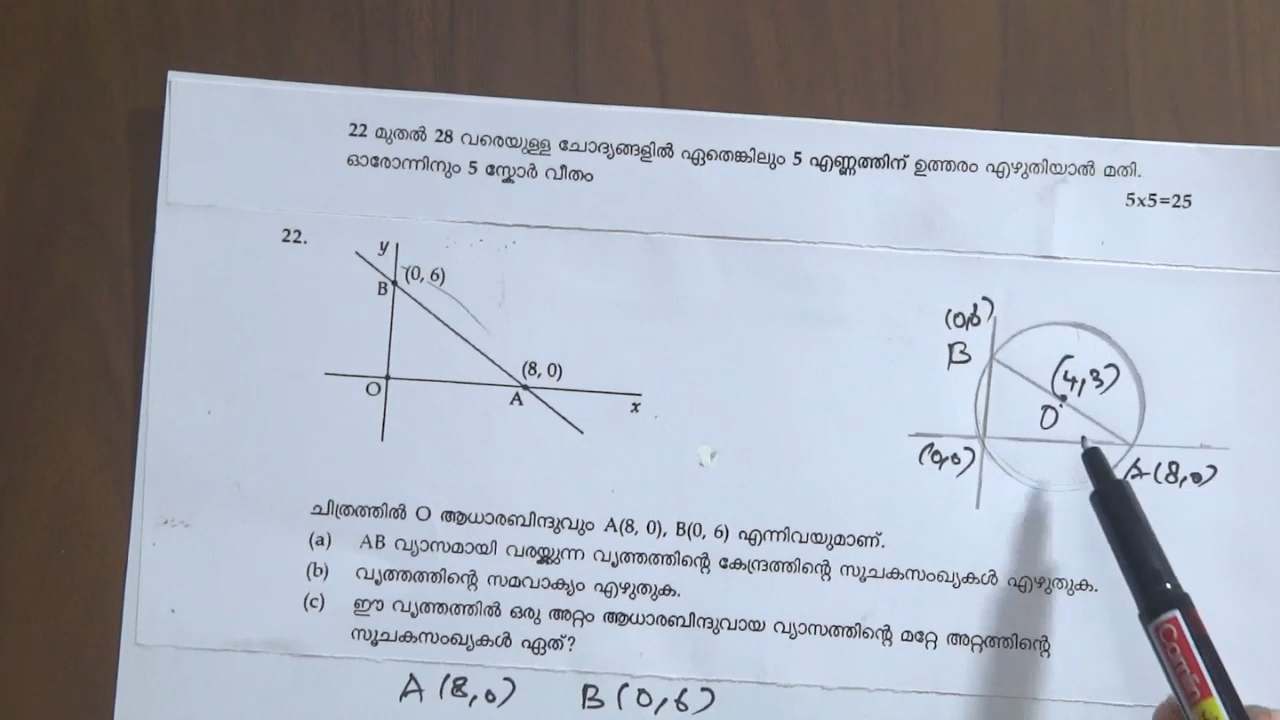 22 മുതൽ 28 വരെയുള്ള ചോദ്യങ്ങളിൽ ഏതെങ്കിലും 5 എണ്ണത്തിന് ഉത്തരം എഴുതിയാൽ മതി.
ഓരോന്നിനും 5 സ്കോർ വീതം
5x5=25
22.
y
B
(0, 6)
(8, 0)
O
A
x
(0,6)
B
(4,3)
O
(0,0)
A(8,0)
ചിത്രത്തിൽ O ആധാരബിന്ദുവും A(8, 0), B(0, 6) എന്നിവയുമാണ്.
(a) AB വ്യാസമായി വരയ്ക്കുന്ന വൃത്തത്തിന്റെ കേന്ദ്രത്തിന്റെ സൂചകസംഖ്യകൾ എഴുതുക.
(b) വൃത്തത്തിന്റെ സമവാക്യം എഴുതുക.
(c) ഈ വൃത്തത്തിൽ ഒരു അറ്റം ആധാരബിന്ദുവായ വ്യാസത്തിന്റെ മറ്റേ അറ്റത്തിന്റെ
സൂചകസംഖ്യകൾ ഏത്?
A(8,0) B(0,6)